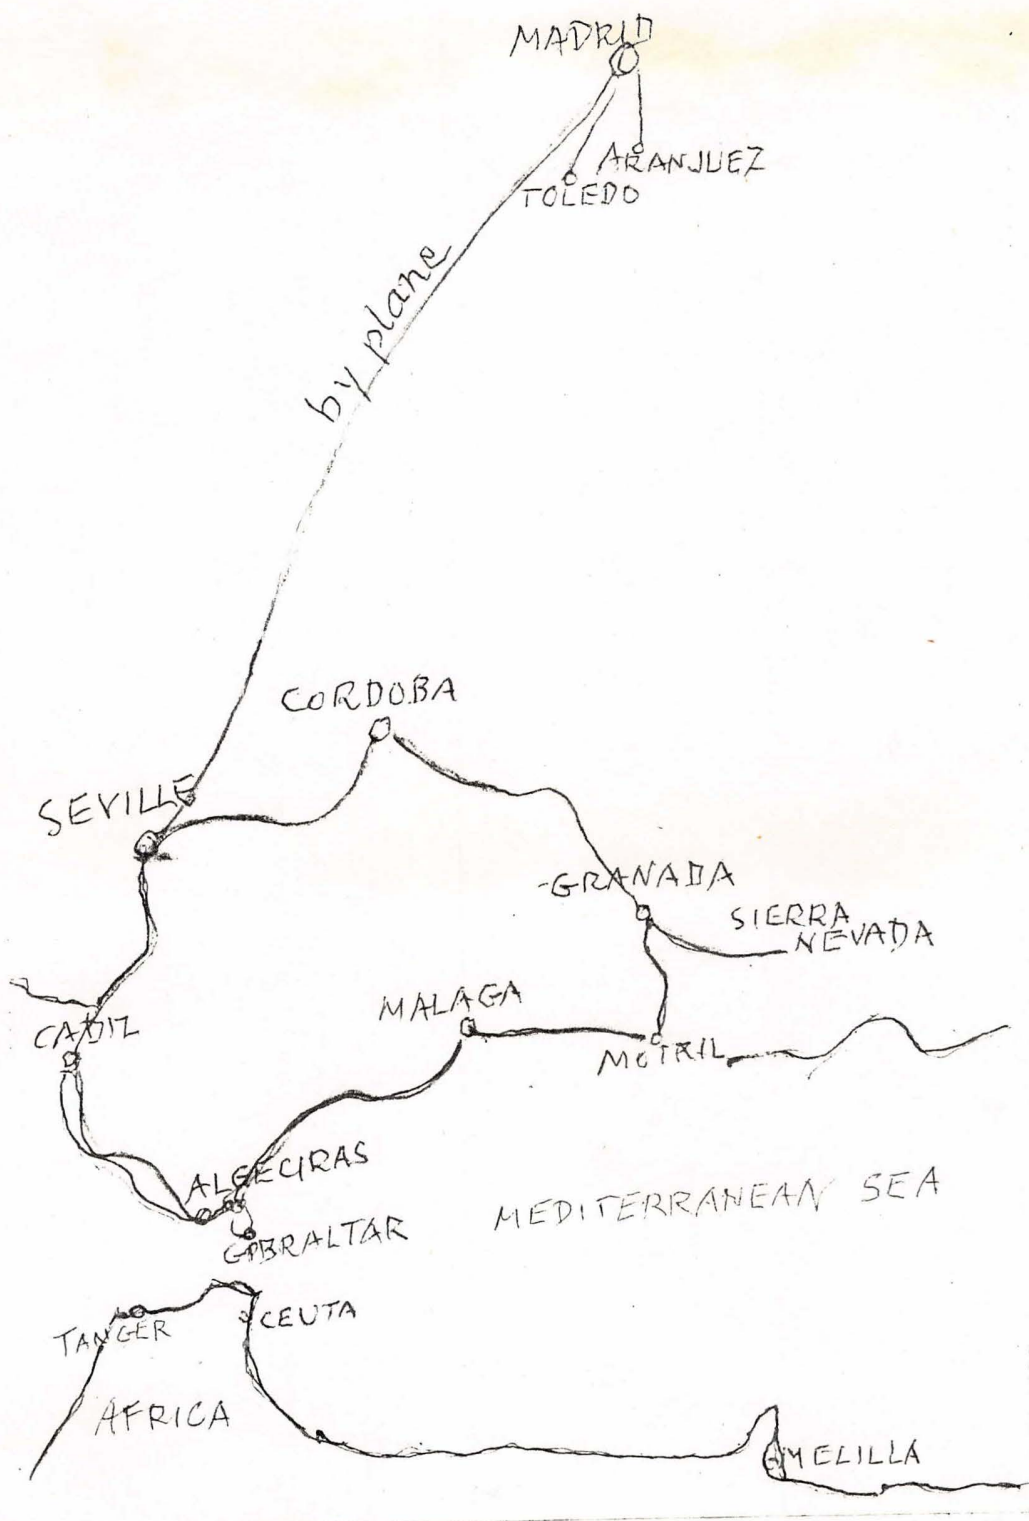 MADRID
ARANJUEZ
TOLEDO
by plane
CORDOBA
SEVILLE
GRANADA
SIERRA
NEVADA
MALAGA
CADIZ
MOTRIL
ALGECIRAS
MEDITERRANEAN SEA
GIBRALTAR
CEUTA
TANGER
AFRICA
MELILLA